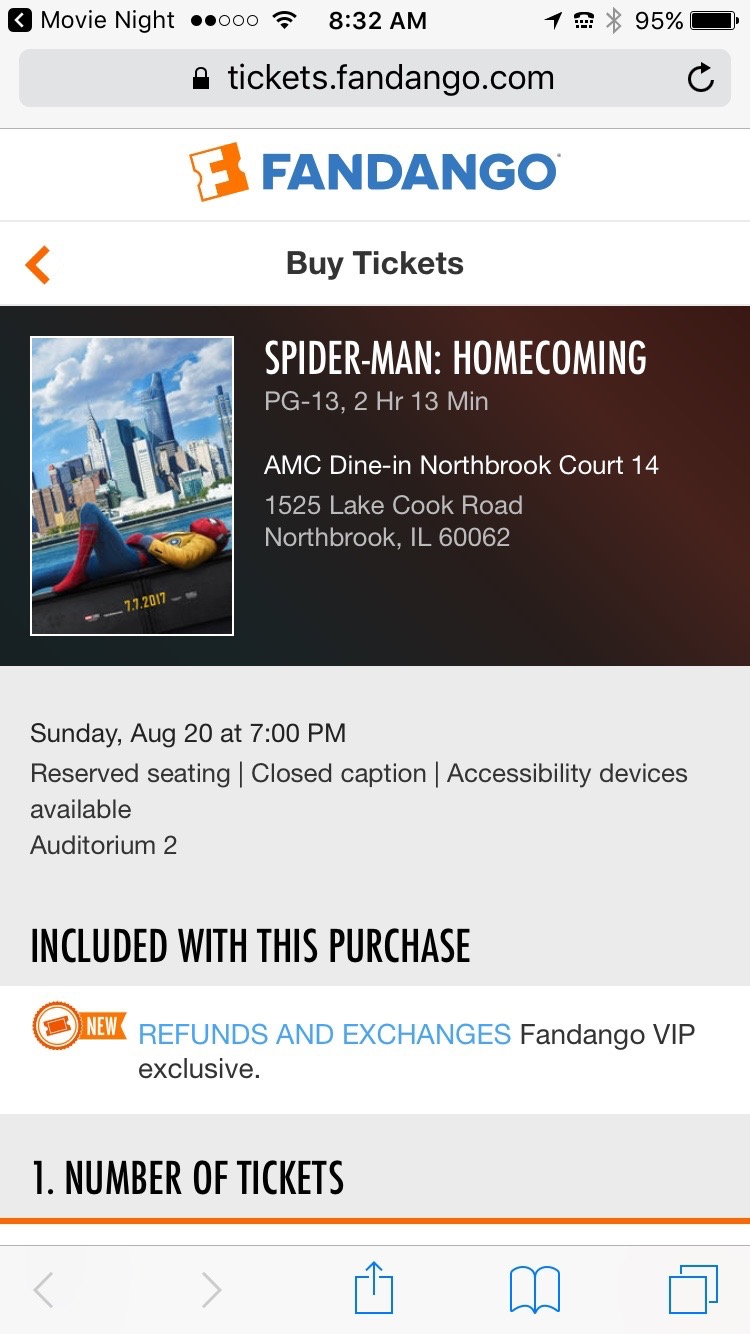 Movie Night 8:32 AM 95%
tickets.fandango.com
FANDANGO
Buy Tickets
SPIDER-MAN: HOMECOMING
PG-13, 2 Hr 13 Min
AMC Dine-in Northbrook Court 14
1525 Lake Cook Road
Northbrook, IL 60062
7.7.2017
Sunday, Aug 20 at 7:00 PM
Reserved seating | Closed caption | Accessibility devices
available
Auditorium 2
INCLUDED WITH THIS PURCHASE
NEW REFUNDS AND EXCHANGES Fandango VIP
exclusive.
1. NUMBER OF TICKETS